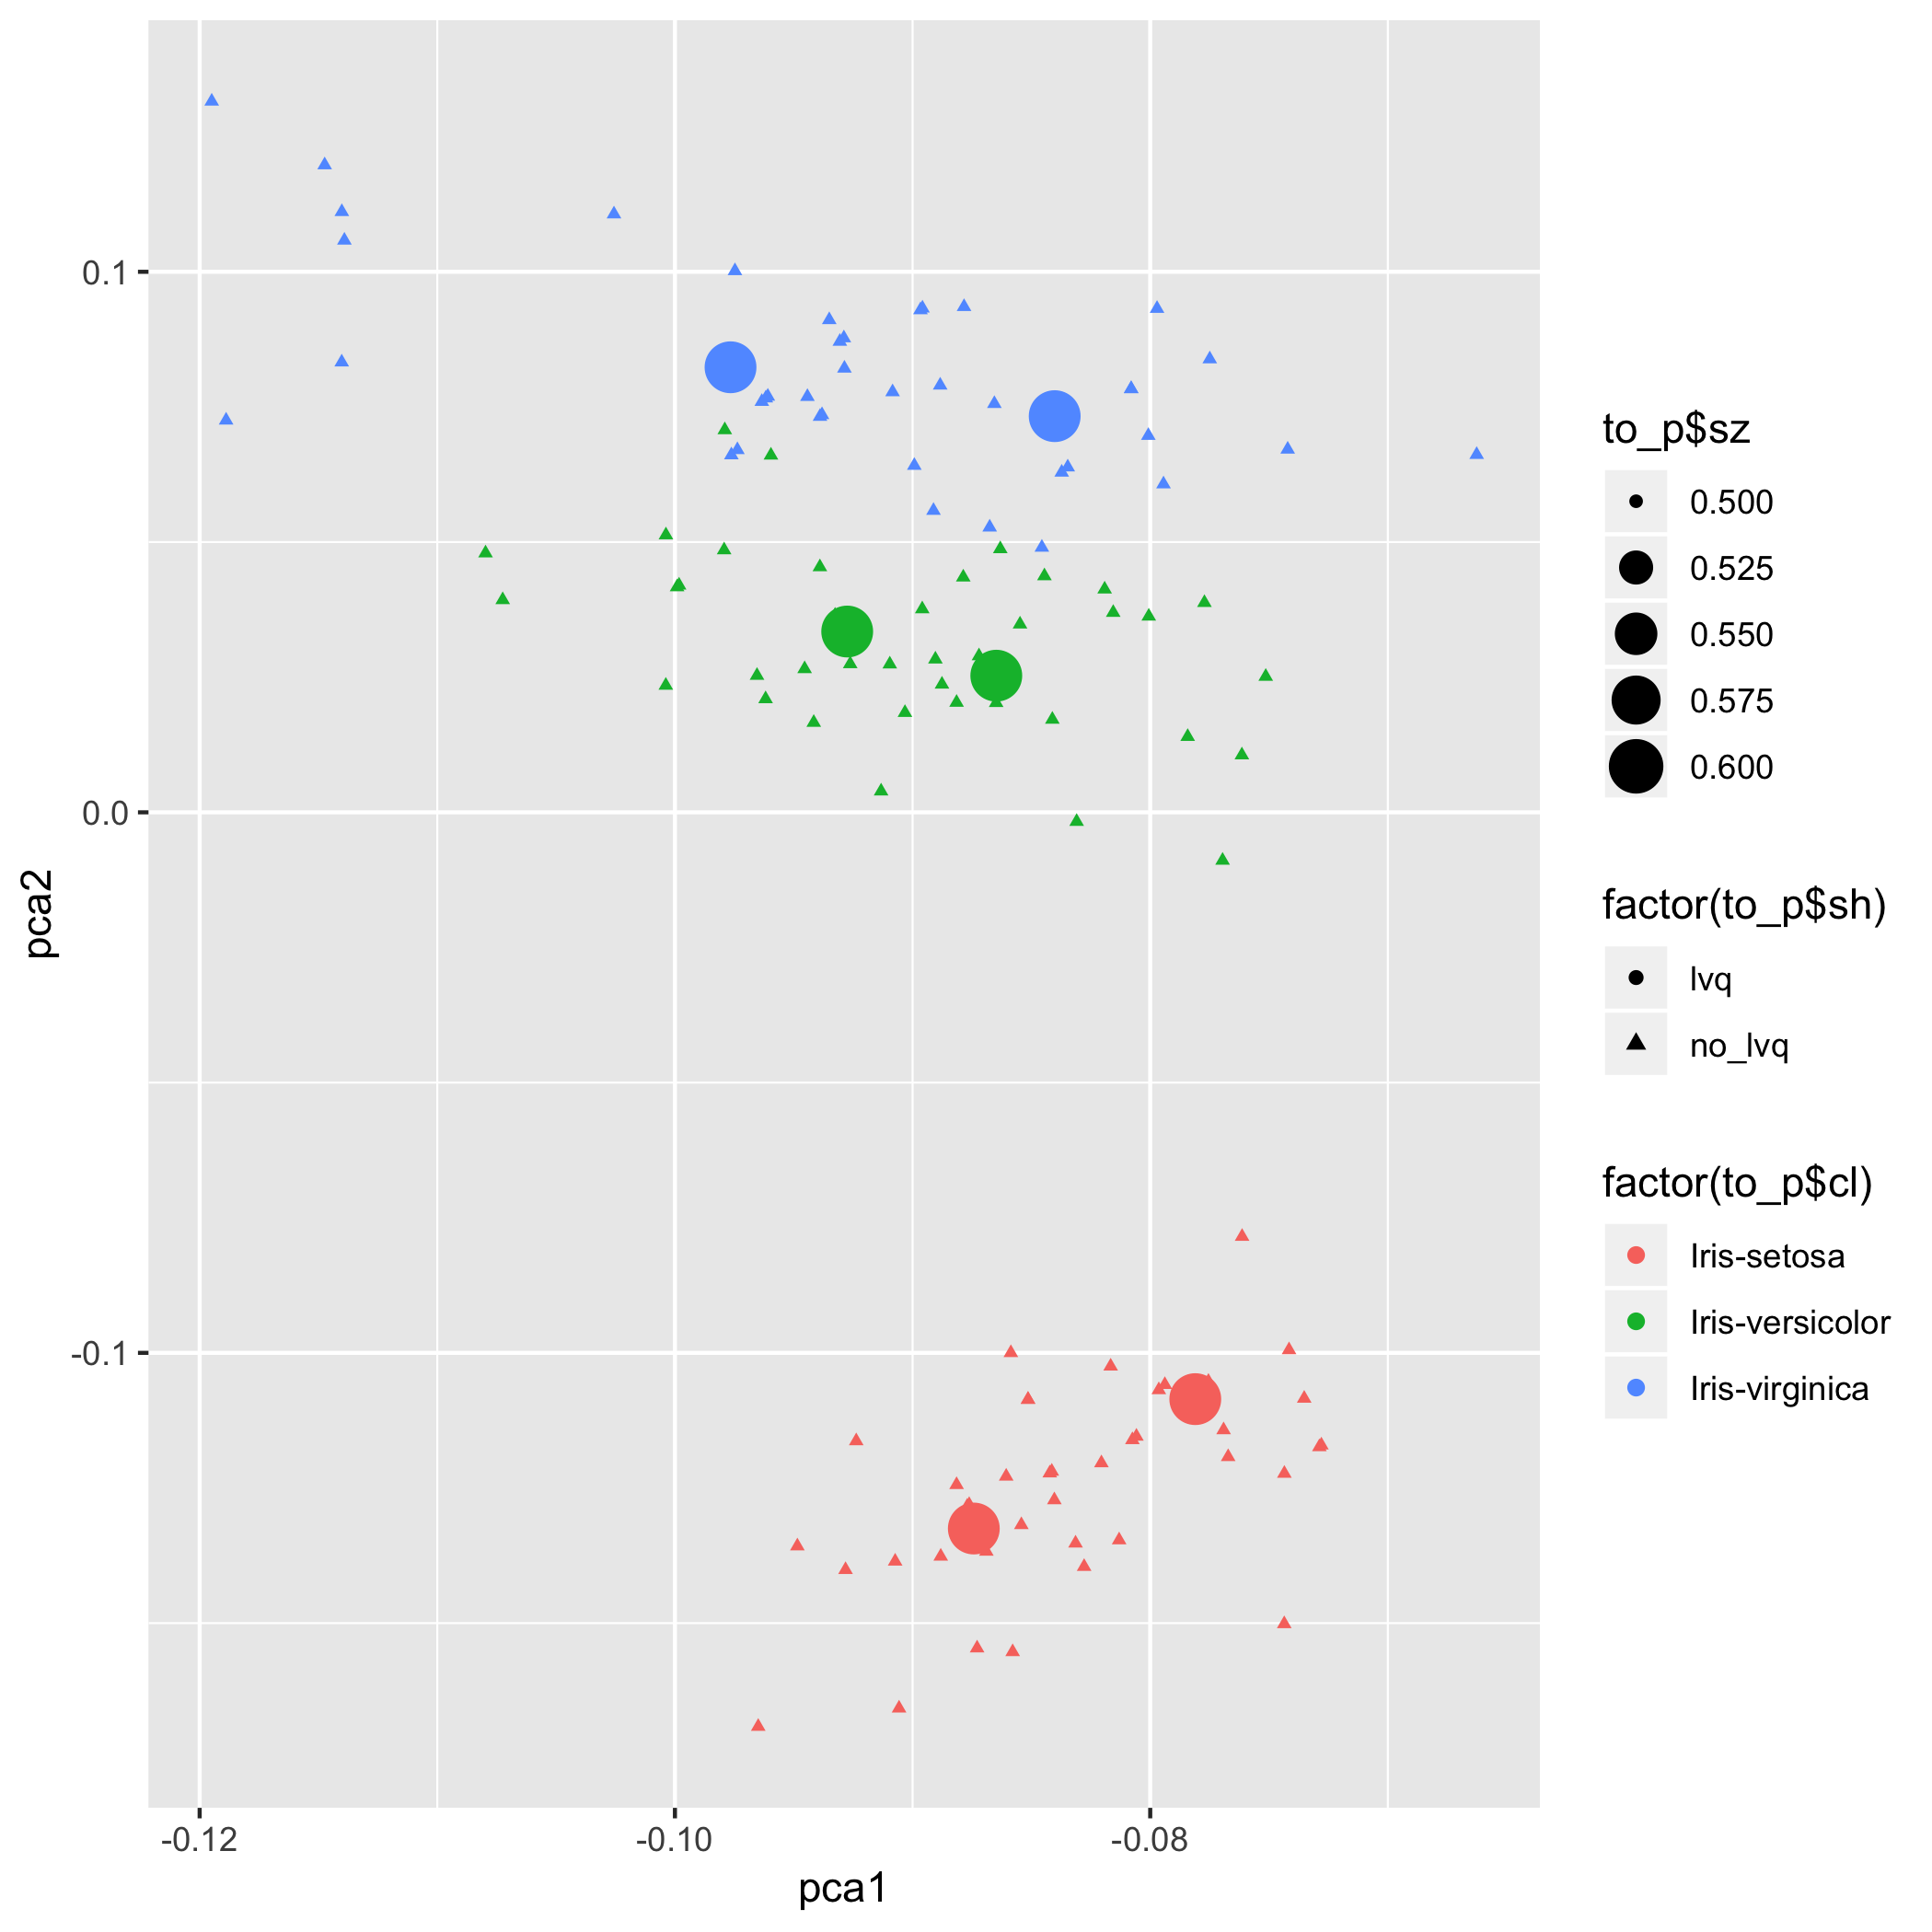 0.1
0.0
-0.1
pca2
-0.12
-0.10
-0.08
pca1
to_p$sz
0.500
0.525
0.550
0.575
0.600
factor(to_p$sh)
lvq
no_lvq
factor(to_p$cl)
Iris-setosa
Iris-versicolor
Iris-virginica